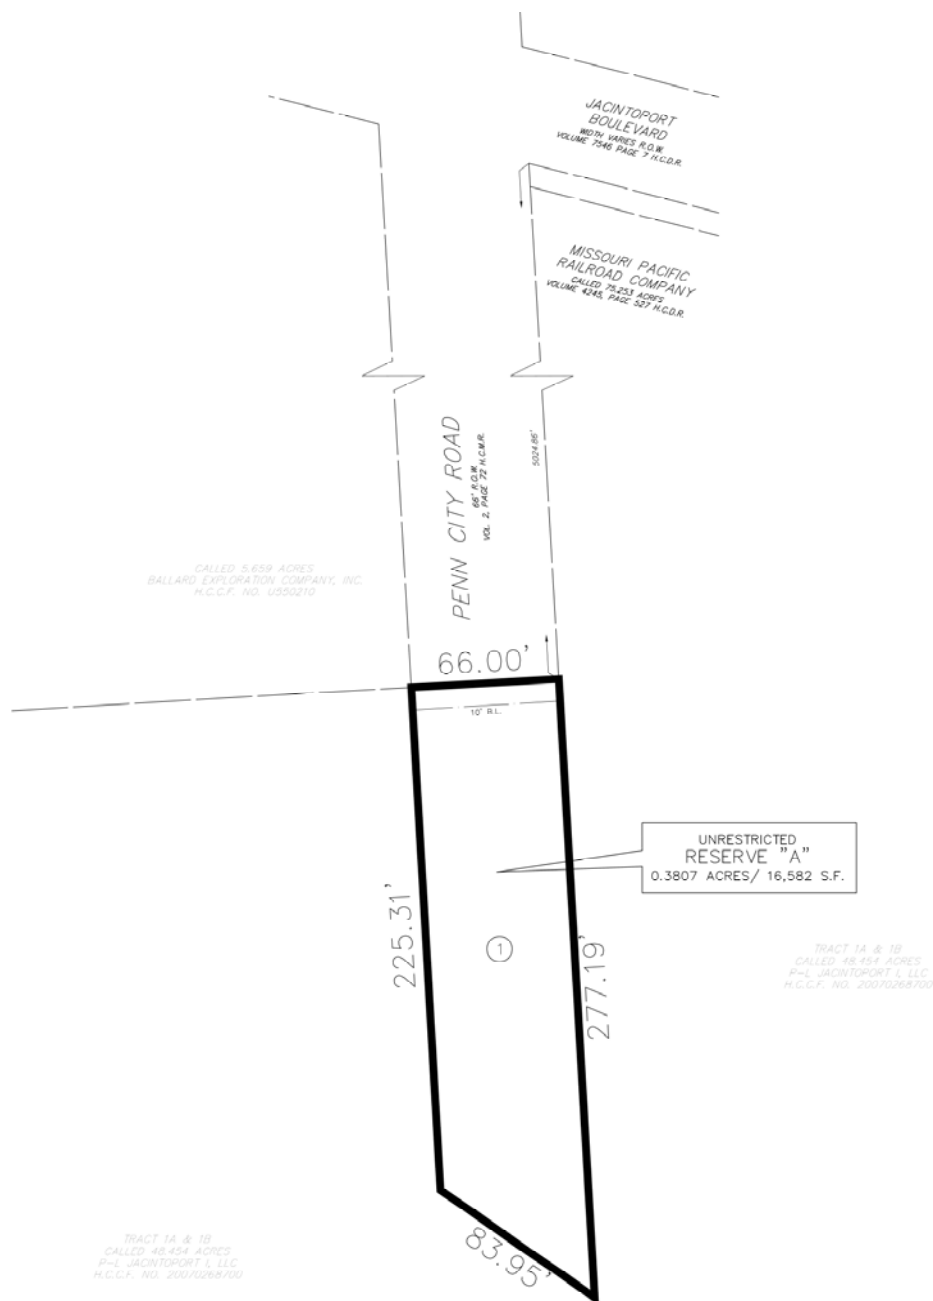 JACINTOPORT
BOULEVARD
WIDTH VARIES R.O.W.
VOLUME 7546 PAGE 7 H.C.D.R.
MISSOURI PACIFIC
RAILROAD COMPANY
CALLED 75.253 ACRES
VOLUME 4245, PAGE 527 H.C.D.R.
PENN CITY ROAD
66' R.O.W.
VOL. 2, PAGE 72 H.C.M.R.
5024.86'
CALLED 5.659 ACRES
BALLARD EXPLORATION COMPANY, INC.
H.C.C.F. NO. U550210
66.00'
10' B.L.
UNRESTRICTED
RESERVE "A"
0.3807 ACRES/ 16,582 S.F.
225.31'
1
277.19'
TRACT 1A & 1B
CALLED 48.454 ACRES
P-L JACINTOPORT I, LLC
H.C.C.F. NO. 20070268700
83.95'
TRACT 1A & 1B
CALLED 48.454 ACRES
P-L JACINTOPORT I, LLC
H.C.C.F. NO. 20070268700